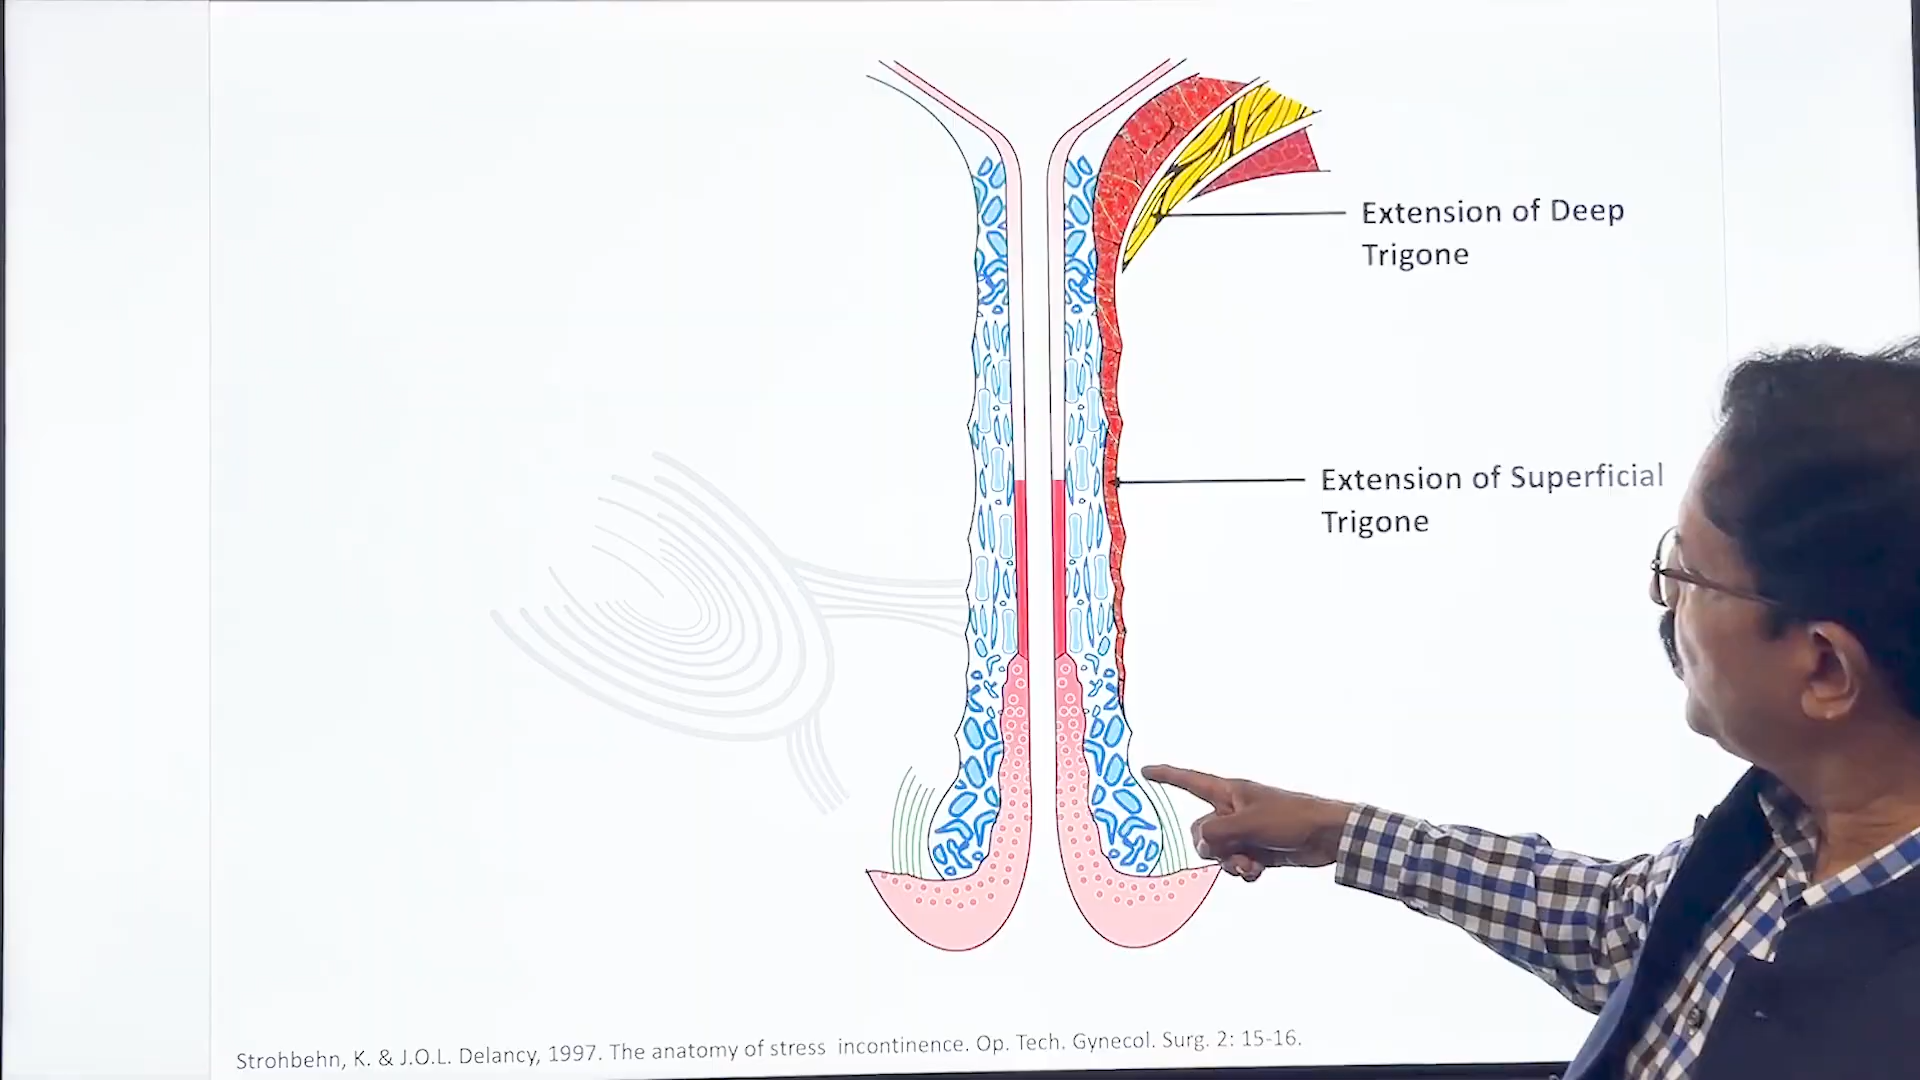 Extension of Deep
Trigone
Extension of Superficial
Trigone
Strohbehn, K. & J.O.L. Delancy, 1997. The anatomy of stress incontinence. Op. Tech. Gynecol. Surg. 2: 15-16.